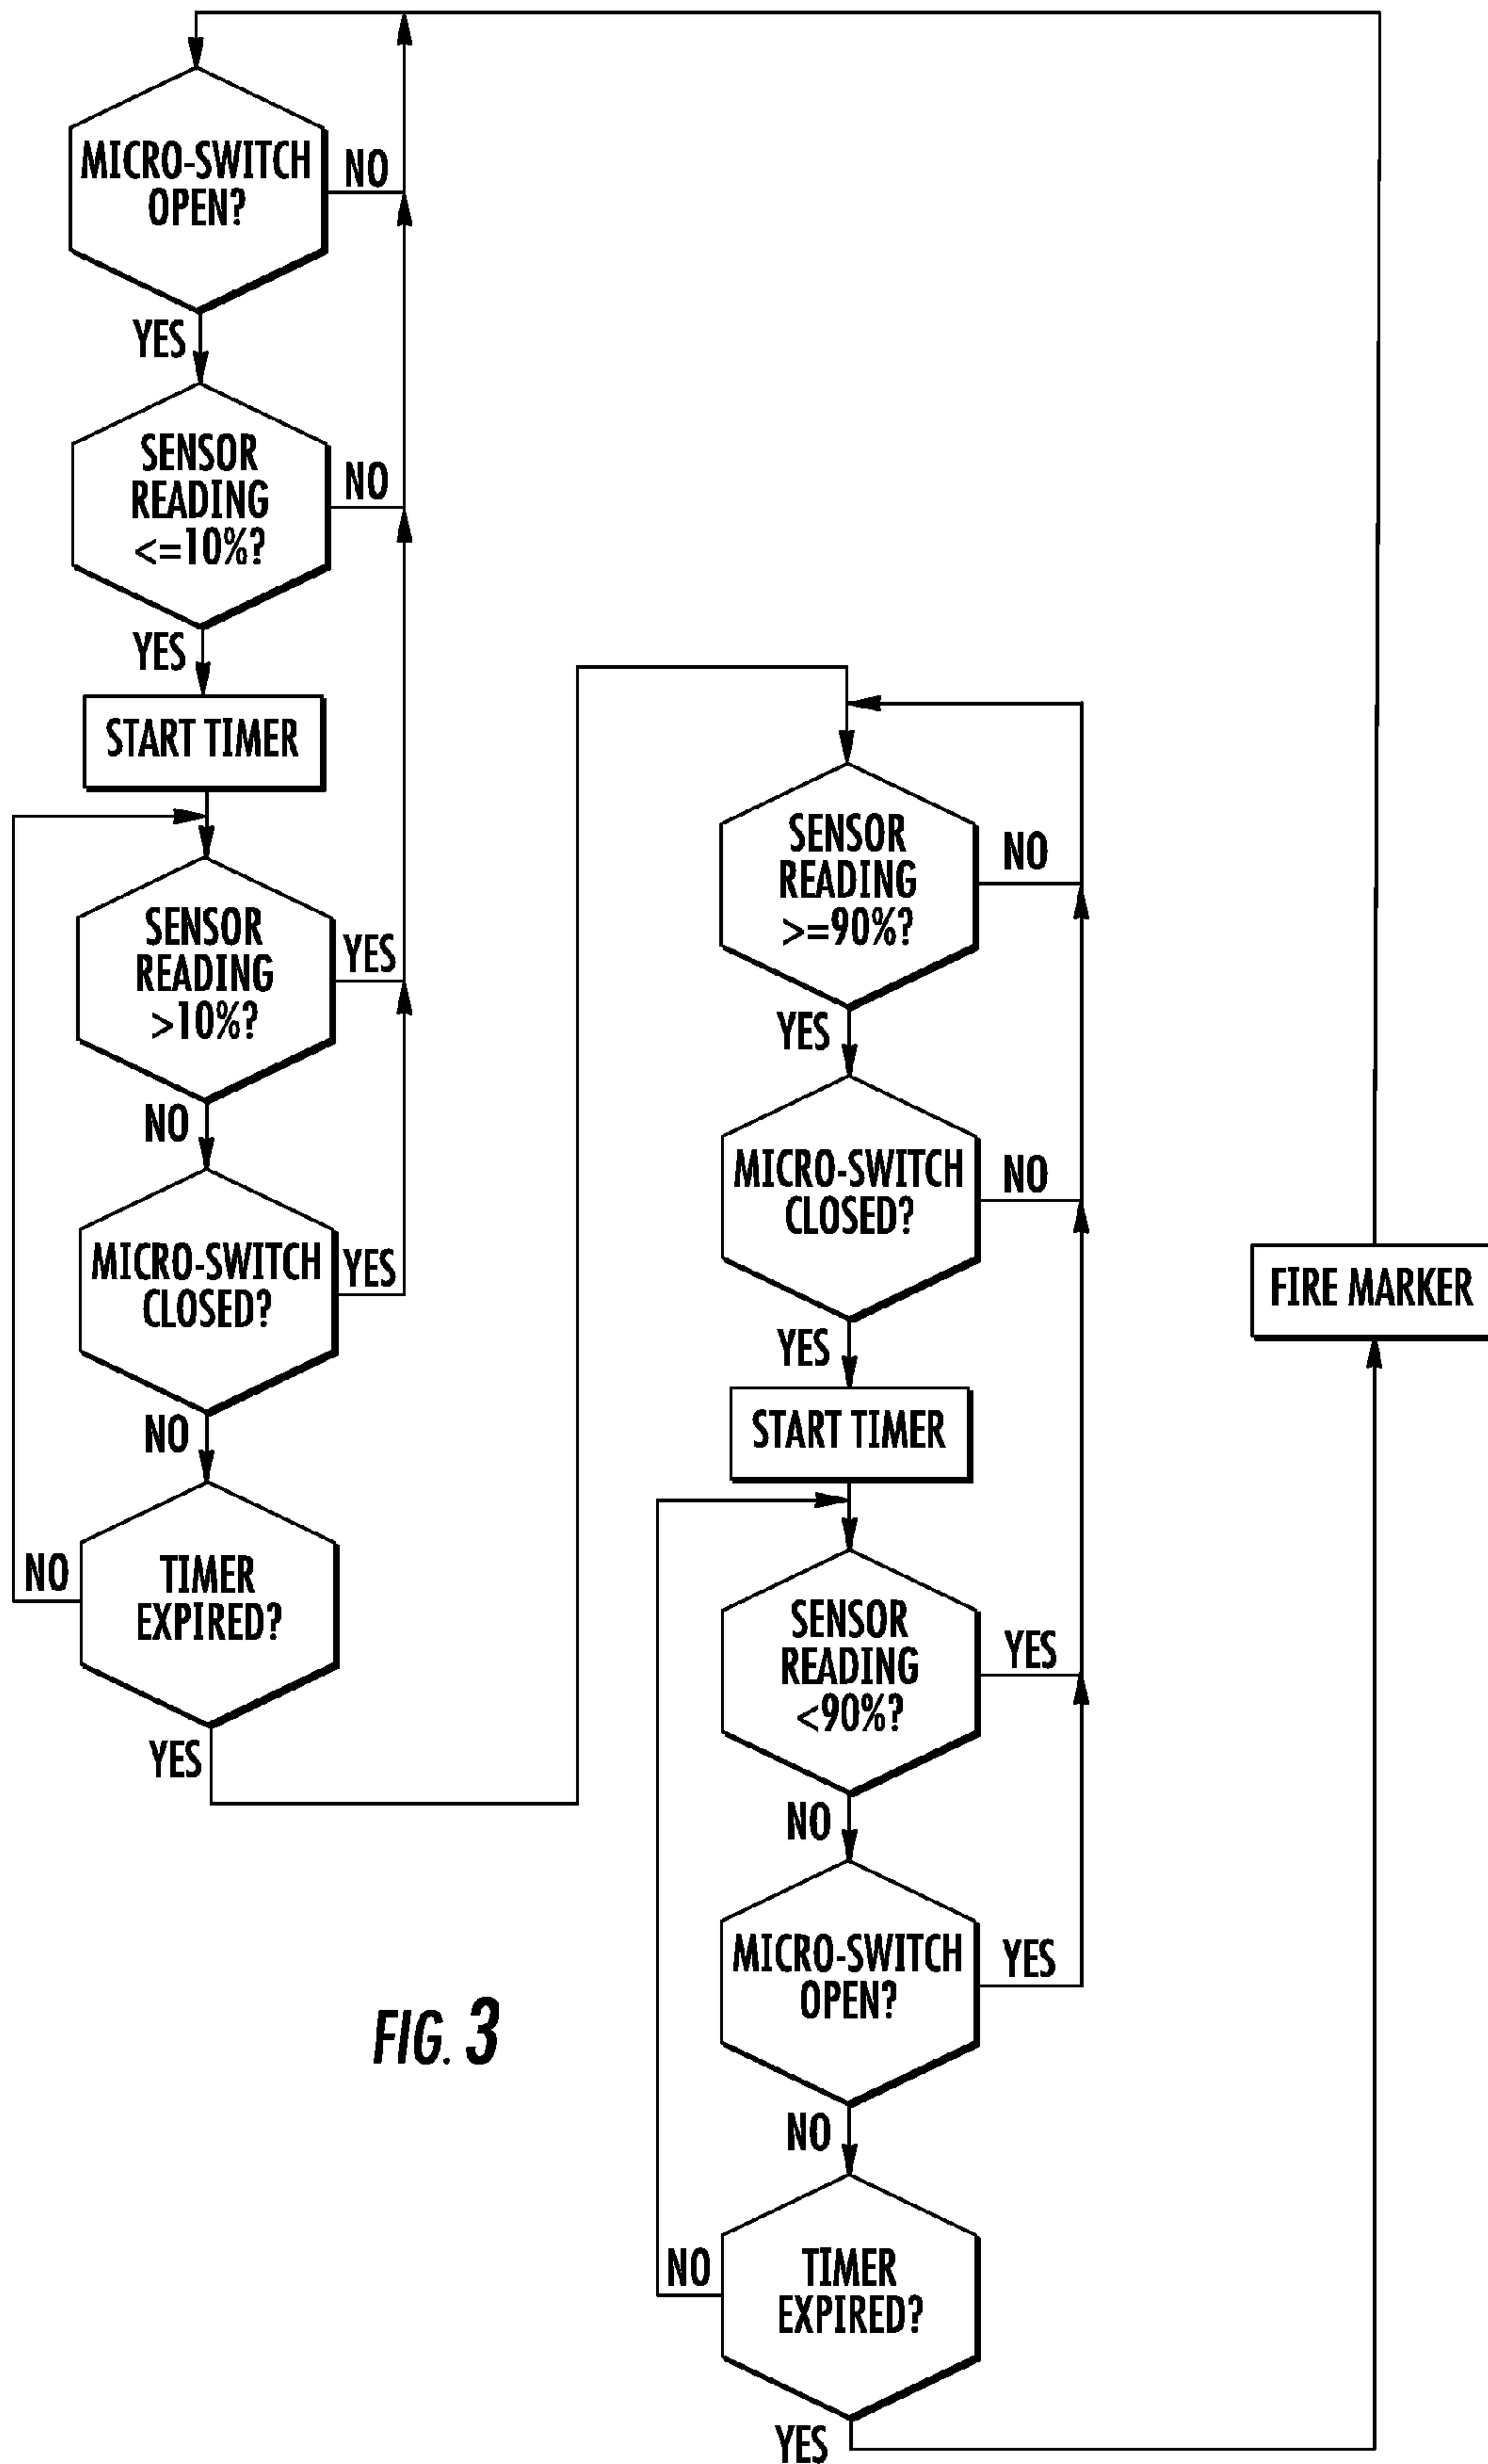 MICRO-SWITCH
OPEN?
NO
YES
SENSOR
READING
<=10%?
NO
YES
START TIMER
SENSOR
READING
>10%?
YES
NO
MICRO-SWITCH
CLOSED?
YES
NO
TIMER
EXPIRED?
NO
YES
SENSOR
READING
>=90%?
NO
YES
MICRO-SWITCH
CLOSED?
NO
YES
START TIMER
SENSOR
READING
<90%?
YES
NO
MICRO-SWITCH
OPEN?
YES
NO
TIMER
EXPIRED?
NO
YES
FIRE MARKER
FIG. 3